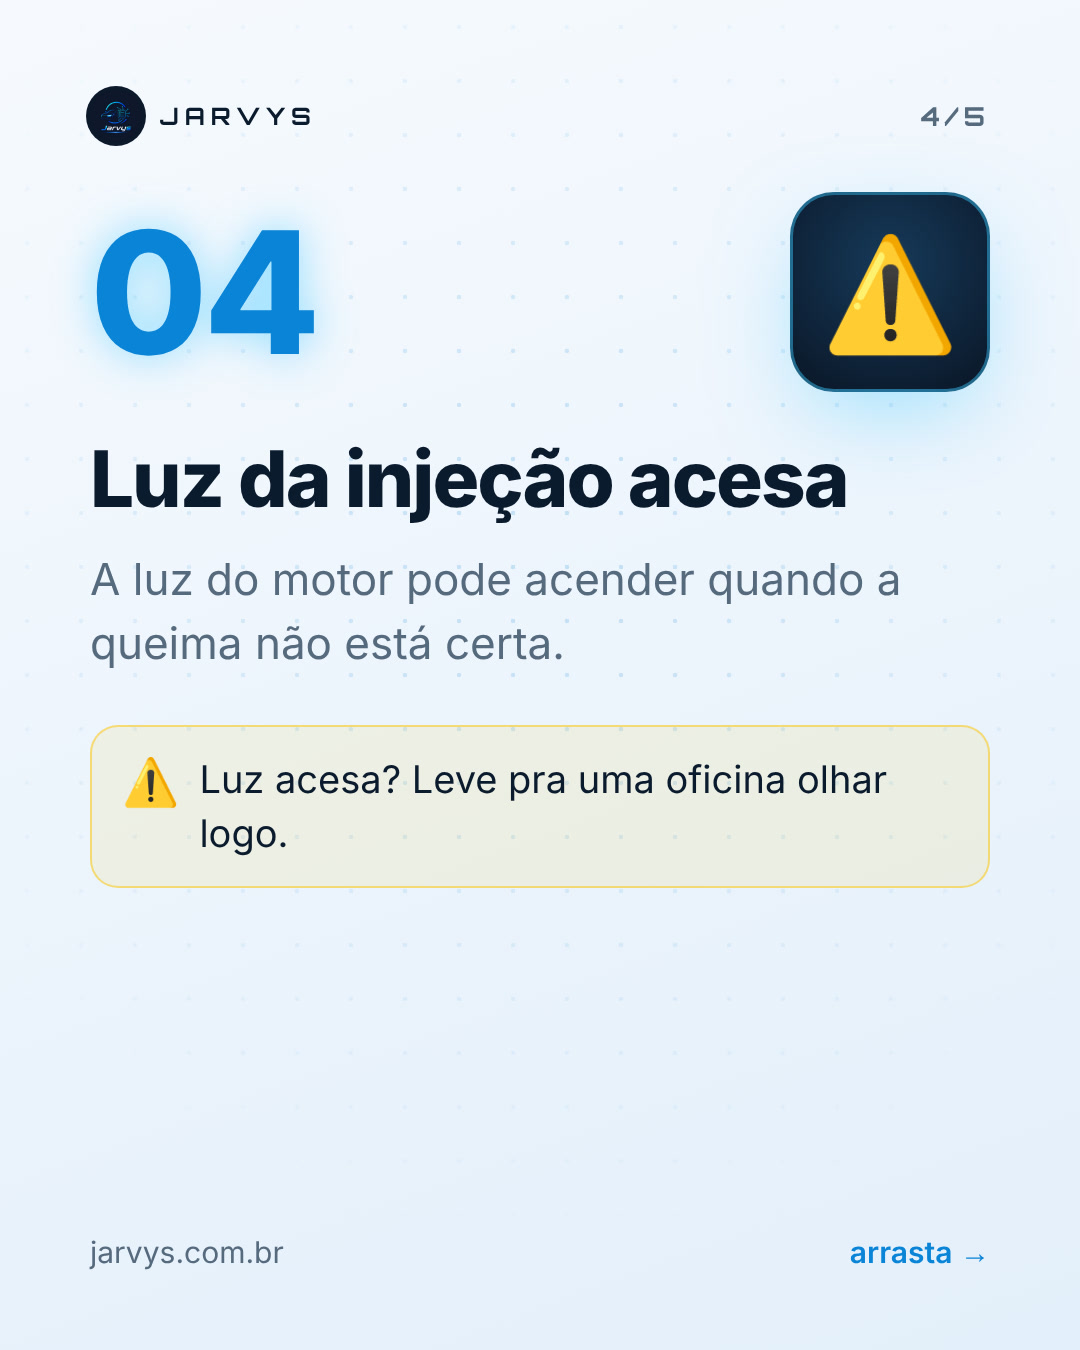 Jarvys
JARVYS
4/5
04
Luz da injeção acesa
A luz do motor pode acender quando a
queima não está certa.
⚠️ Luz acesa? Leve pra uma oficina olhar
logo.
jarvys.com.br
arrasta →